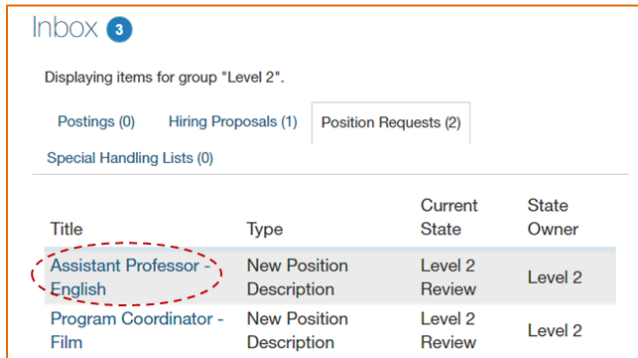 Inbox 3
Displaying items for group "Level 2".
Postings (0) Hiring Proposals (1) Position Requests (2)
Special Handling Lists (0)
Title Type Current State State Owner
Assistant Professor - English New Position Description Level 2 Review Level 2
Program Coordinator - Film New Position Description Level 2 Review Level 2